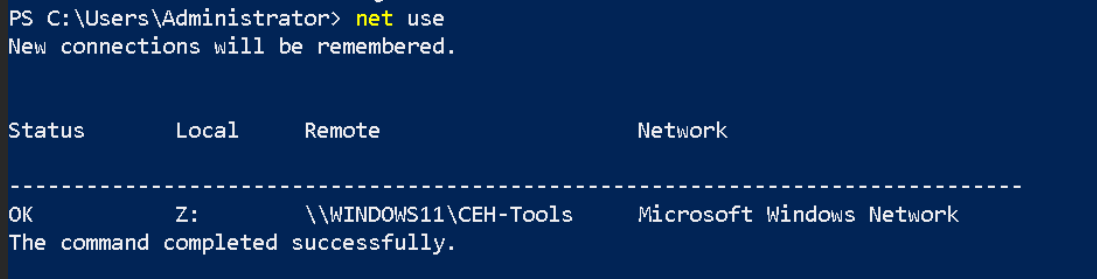 PS C:\Users\Administrator> net use
New connections will be remembered.
Status       Local     Remote                    Network
-------------------------------------------------------------------------------
OK           Z:        \\WINDOWS11\CEH-Tools     Microsoft Windows Network
The command completed successfully.